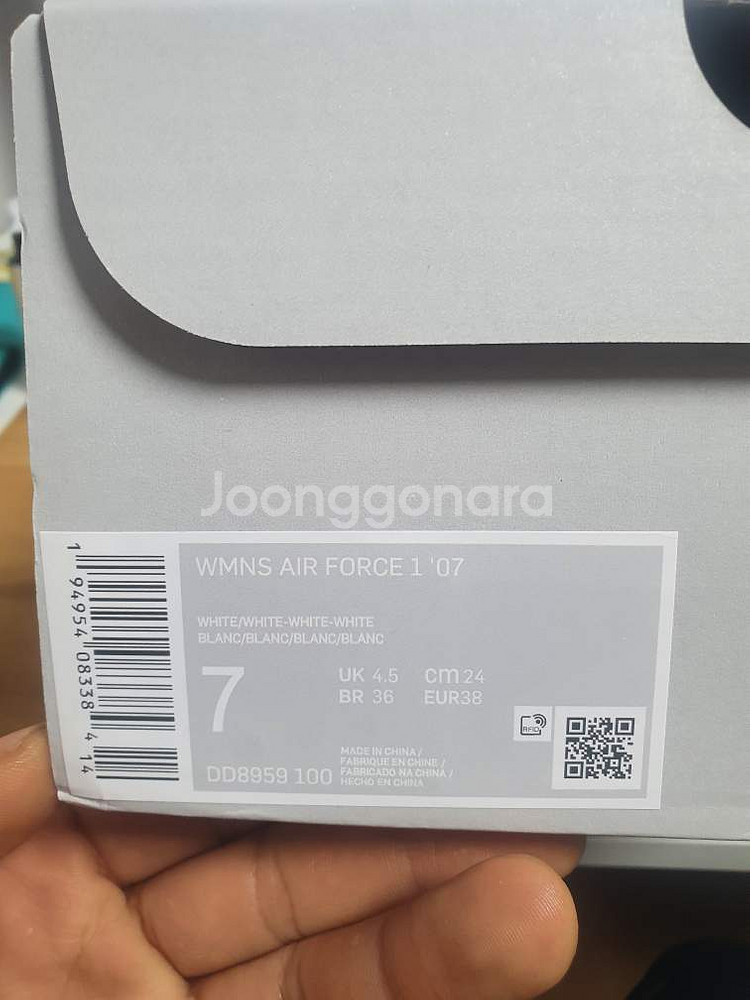 Joonggonara
WMNS AIR FORCE 1 '07
WHITE/WHITE-WHITE-WHITE
BLANC/BLANC/BLANC/BLANC
7
UK 4.5 cm 24
BR 36 EUR 38
RFID
DD8959 100
MADE IN CHINA /
FABRIQUE EN CHINE /
FABRICADO NA CHINA /
HECHO EN CHINA
1 94954 08338 4 14